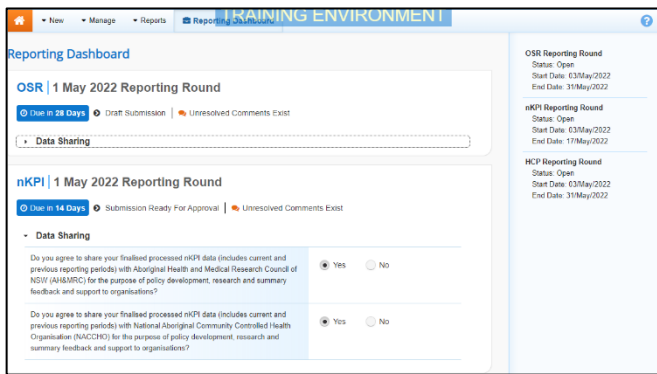 New Manage Reports Reporting Dashboard
TRAINING ENVIRONMENT
?
Reporting Dashboard
OSR | 1 May 2022 Reporting Round
Due in 28 Days Draft Submission | Unresolved Comments Exist
Data Sharing
nKPI | 1 May 2022 Reporting Round
Due in 14 Days Submission Ready For Approval | Unresolved Comments Exist
Data Sharing
Do you agree to share your finalised processed nKPI data (includes current and
previous reporting periods) with Aboriginal Health and Medical Research Council of
NSW (AH&MRC) for the purpose of policy development, research and summary
feedback and support to organisations?
Yes No
Do you agree to share your finalised processed nKPI data (includes current and
previous reporting periods) with National Aboriginal Community Controlled Health
Organisation (NACCHO) for the purpose of policy development, research and
summary feedback and support to organisations?
Yes No
OSR Reporting Round
Status: Open
Start Date: 03/May/2022
End Date: 31/May/2022
nKPI Reporting Round
Status: Open
Start Date: 03/May/2022
End Date: 17/May/2022
HCP Reporting Round
Status: Open
Start Date: 03/May/2022
End Date: 31/May/2022